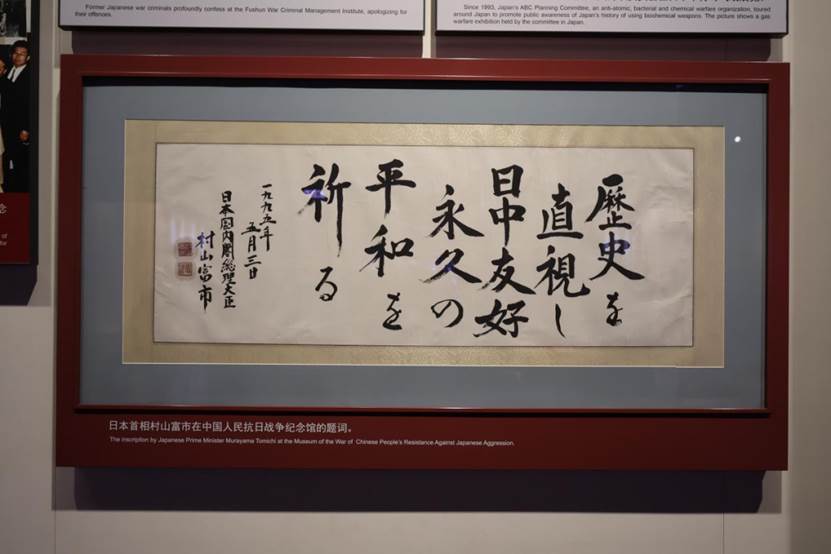 Former Japanese war criminals profoundly confess at the Fushun War Criminal Management Institute, apologizing for
their offences.
Since 1993, Japan's ABC Planning Committee, an anti-atomic, bacterial and chemical warfare organization, toured
around Japan to promote public awareness of Japan's history of using biochemical weapons. The picture shows a gas
warfare exhibition held by the committee in Japan.
歴史を
直視し
日中友好
永久の
平和を
祈る
一九九五年
五月三日
日本国内閣総理大臣
村山富市
日本首相村山富市在中国人民抗日战争纪念馆的题词。
The inscription by Japanese Prime Minister Murayama Tomichi at the Museum of the War of Chinese People's Resistance Against Japanese Aggression.
念
of
for